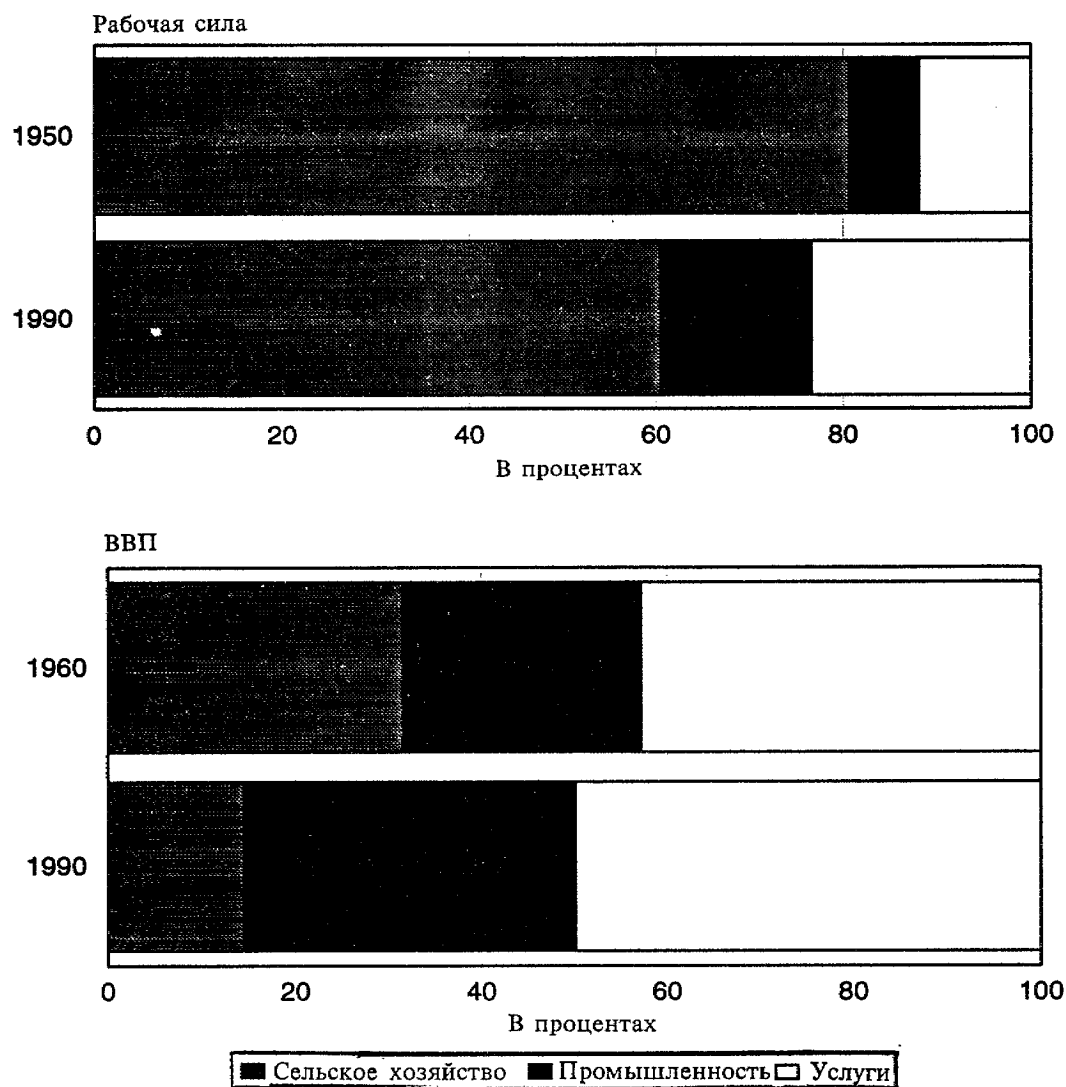 Рабочая сила
1950
1990
0 20 40 60 80 100
В процентах
ВВП
1960
1990
0 20 40 60 80 100
В процентах
Сельское хозяйство Промышленность Услуги